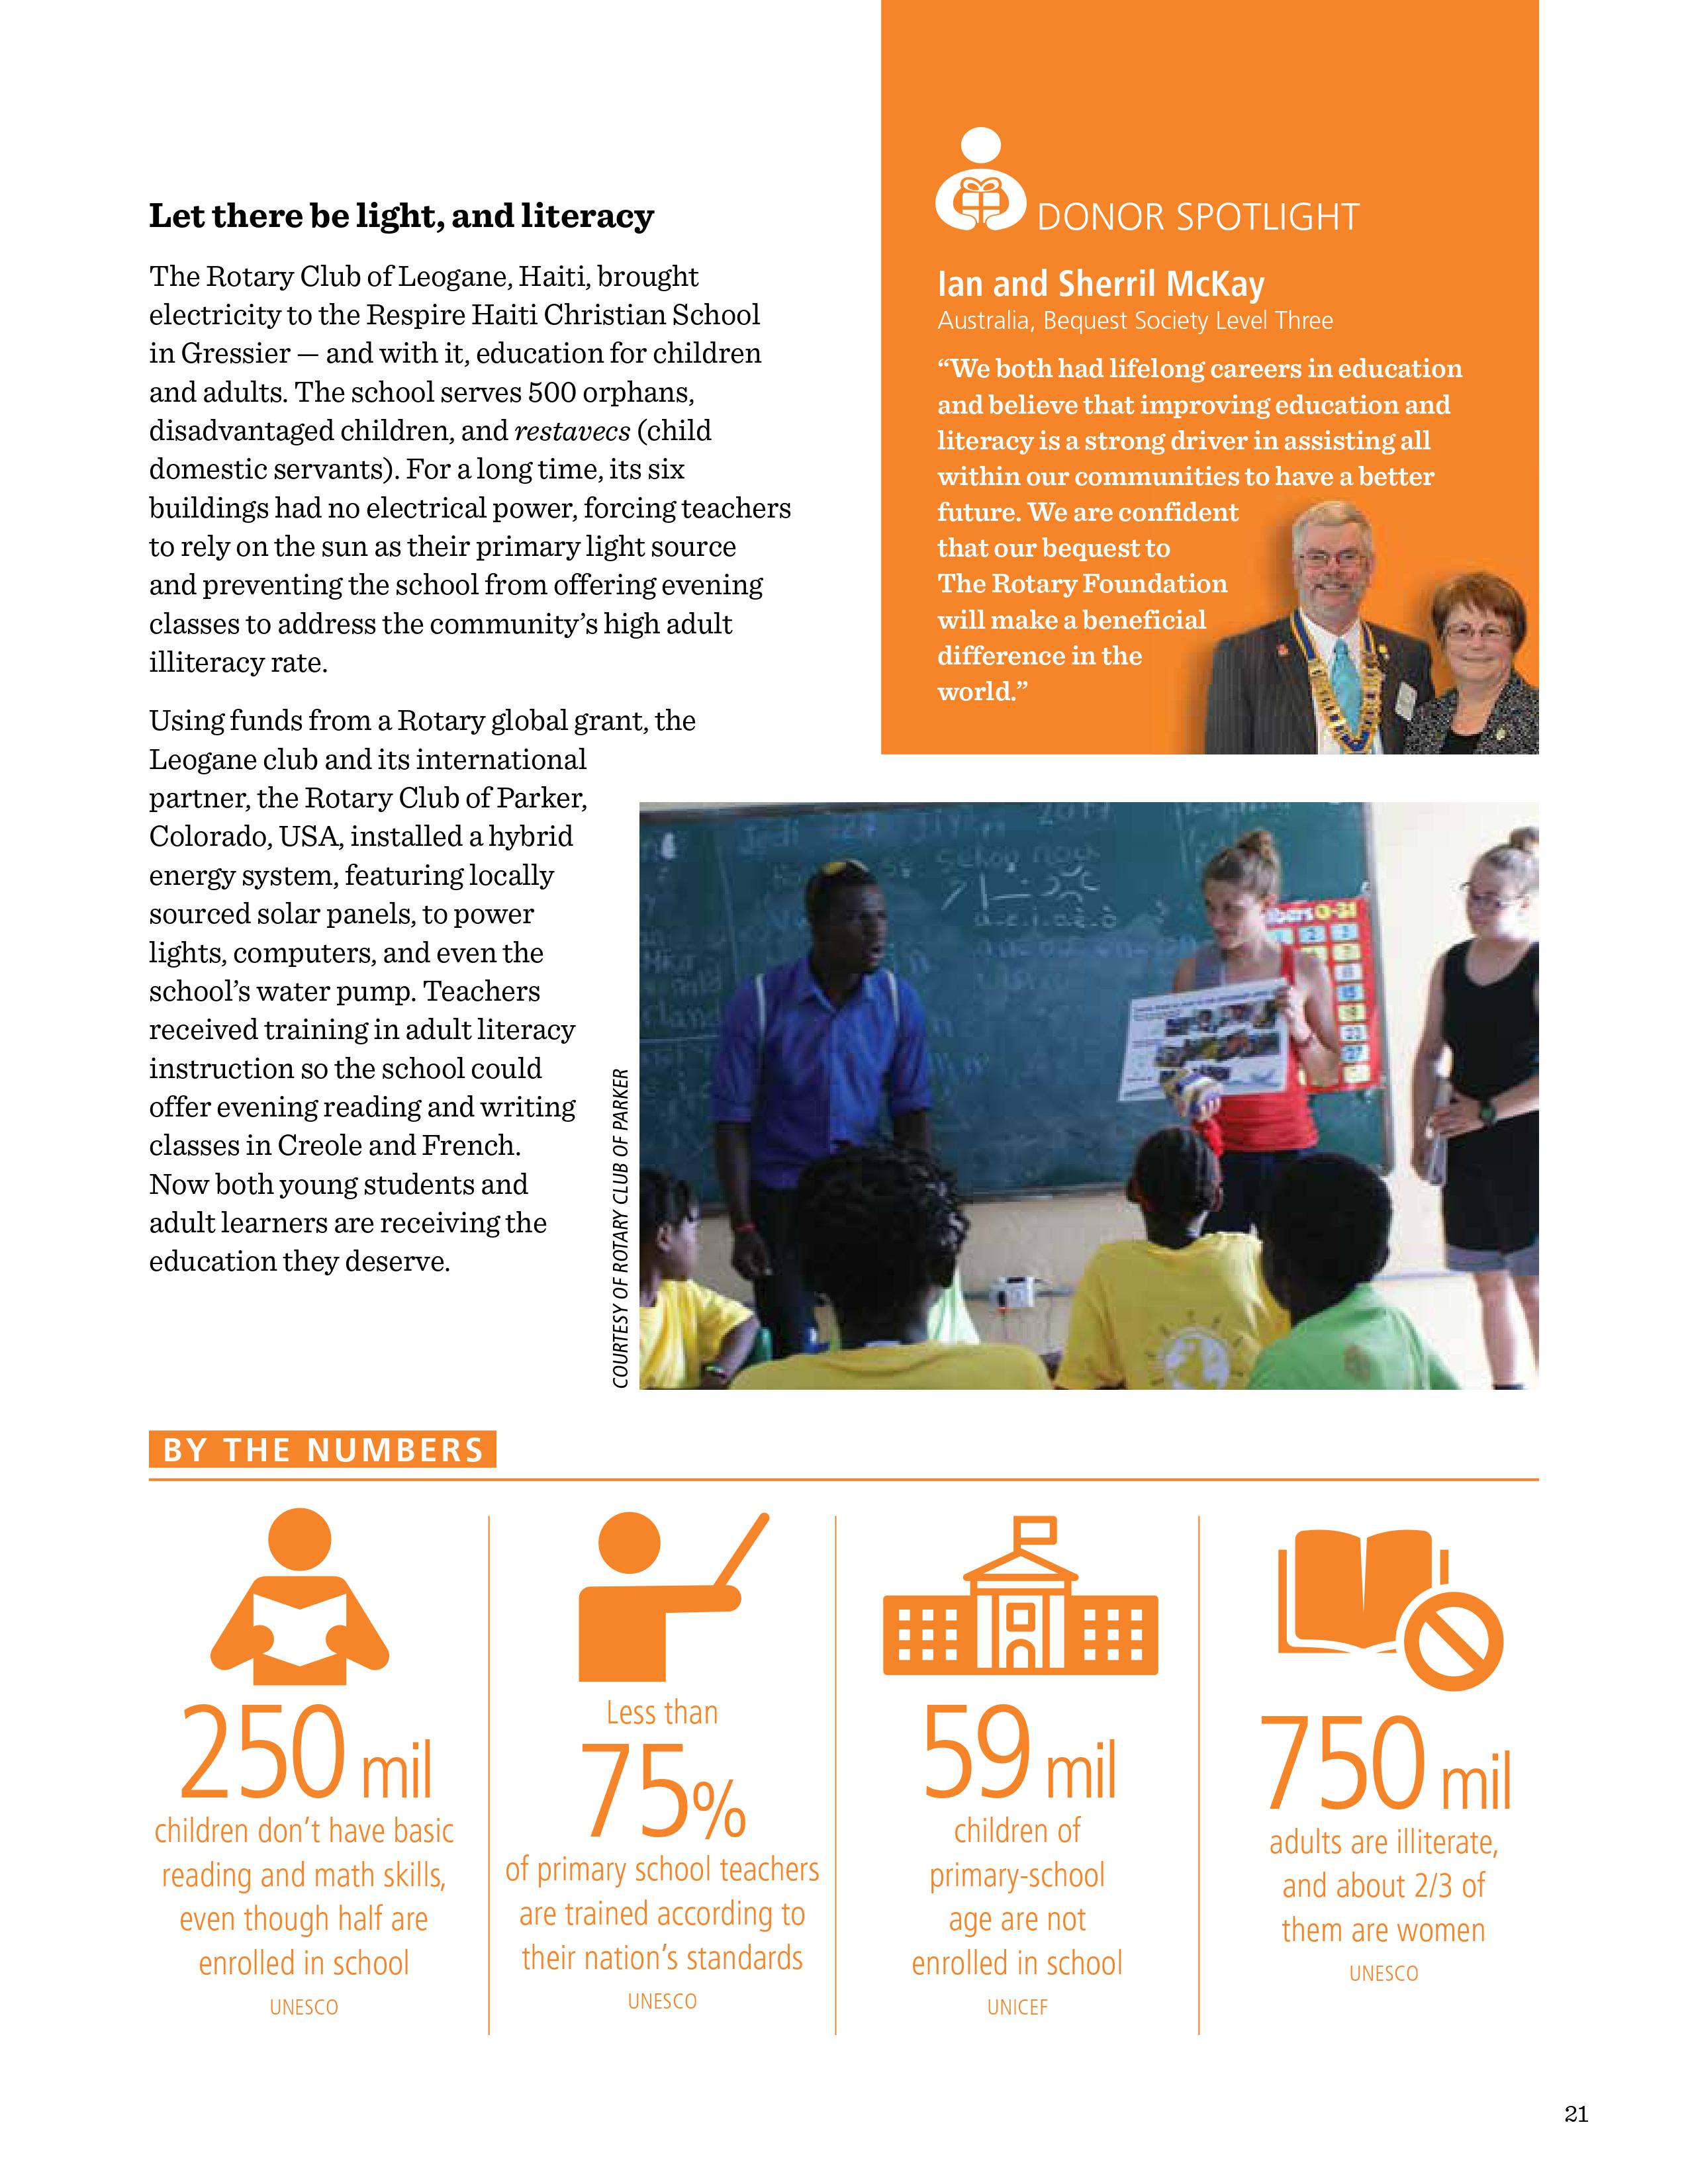 Let there be light, and literacy
The Rotary Club of Leogane, Haiti, brought
electricity to the Respire Haiti Christian School
in Gressier — and with it, education for children
and adults. The school serves 500 orphans,
disadvantaged children, and restavecs (child
domestic servants). For a long time, its six
buildings had no electrical power, forcing teachers
to rely on the sun as their primary light source
and preventing the school from offering evening
classes to address the community’s high adult
illiteracy rate.
Using funds from a Rotary global grant, the
Leogane club and its international
partner, the Rotary Club of Parker,
Colorado, USA, installed a hybrid
energy system, featuring locally
sourced solar panels, to power
lights, computers, and even the
school’s water pump. Teachers
received training in adult literacy
instruction so the school could
offer evening reading and writing
classes in Creole and French.
Now both young students and
adult learners are receiving the
education they deserve.
DONOR SPOTLIGHT
Ian and Sherril McKay
Australia, Bequest Society Level Three
“We both had lifelong careers in education
and believe that improving education and
literacy is a strong driver in assisting all
within our communities to have a better
future. We are confident
that our bequest to
The Rotary Foundation
will make a beneficial
difference in the
world.”
COURTESY OF ROTARY CLUB OF PARKER
BY THE NUMBERS
250 mil
children don’t have basic
reading and math skills,
even though half are
enrolled in school
UNESCO
Less than
75%
of primary school teachers
are trained according to
their nation’s standards
UNESCO
59 mil
children of
primary-school
age are not
enrolled in school
UNICEF
750 mil
adults are illiterate,
and about 2/3 of
them are women
UNESCO
21